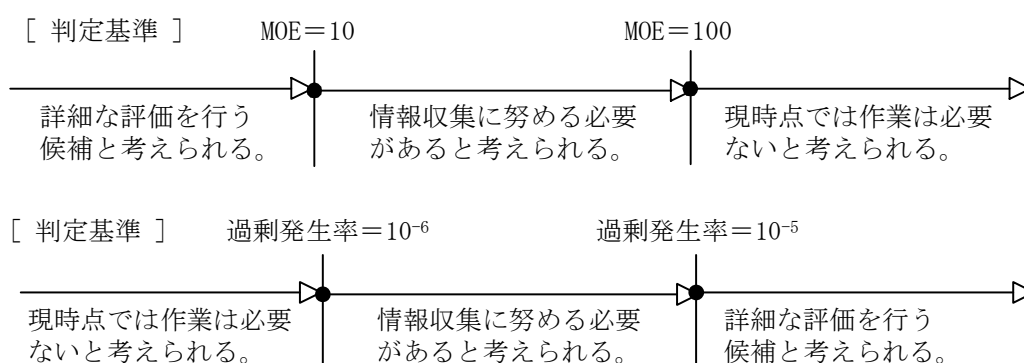 [ 判定基準 ] MOE＝10 MOE＝100
詳細な評価を行う 情報収集に努める必要 現時点では作業は必要
候補と考えられる。 があると考えられる。 ないと考えられる。
[ 判定基準 ] 過剰発生率＝10⁻⁶ 過剰発生率＝10⁻⁵
現時点では作業は必要 情報収集に努める必要 詳細な評価を行う
ないと考えられる。 があると考えられる。 候補と考えられる。